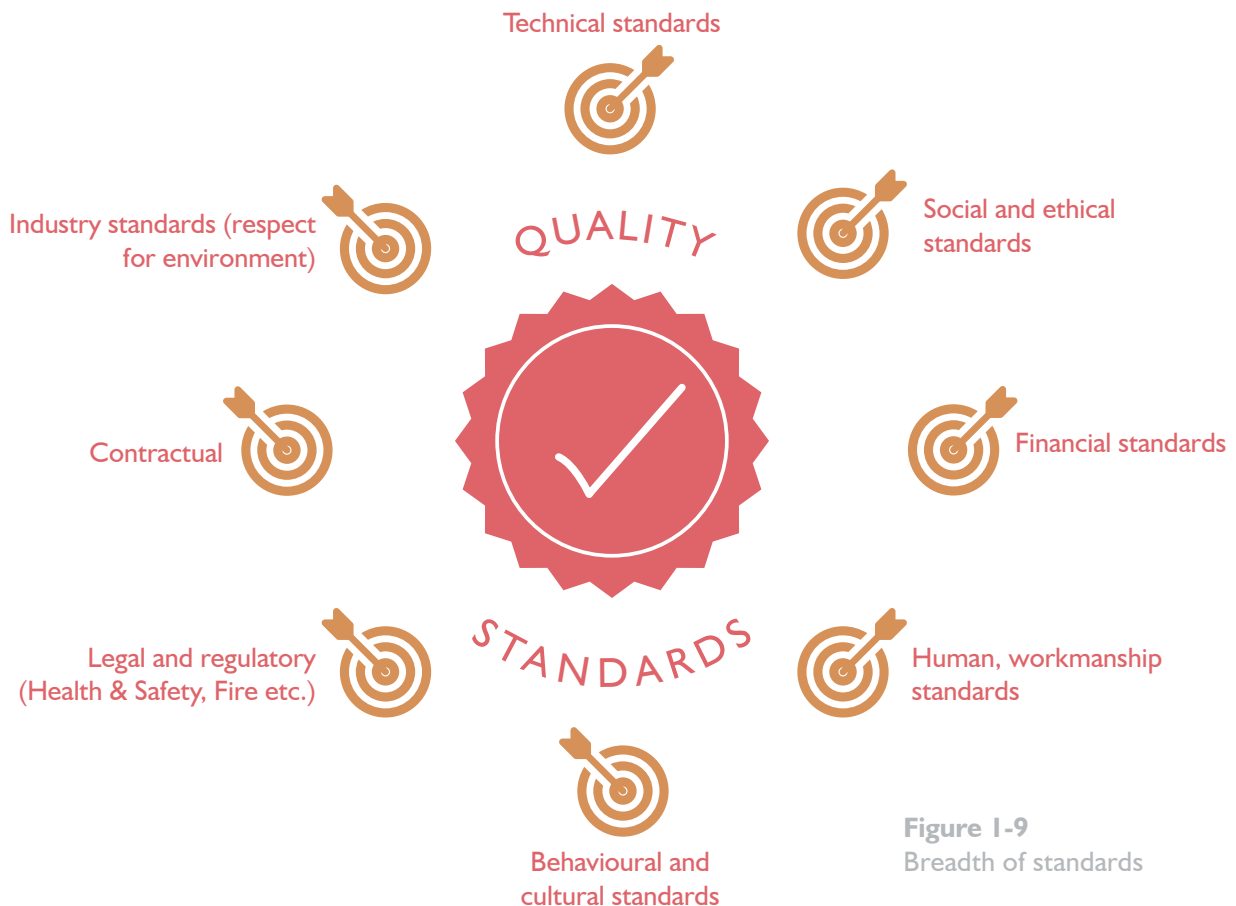 Technical standards
QUALITY
Industry standards (respect
for environment)
Social and ethical
standards
Contractual
Financial standards
STANDARDS
Legal and regulatory
(Health & Safety, Fire etc.)
Human, workmanship
standards
Behavioural and
cultural standards
Figure 1-9
Breadth of standards